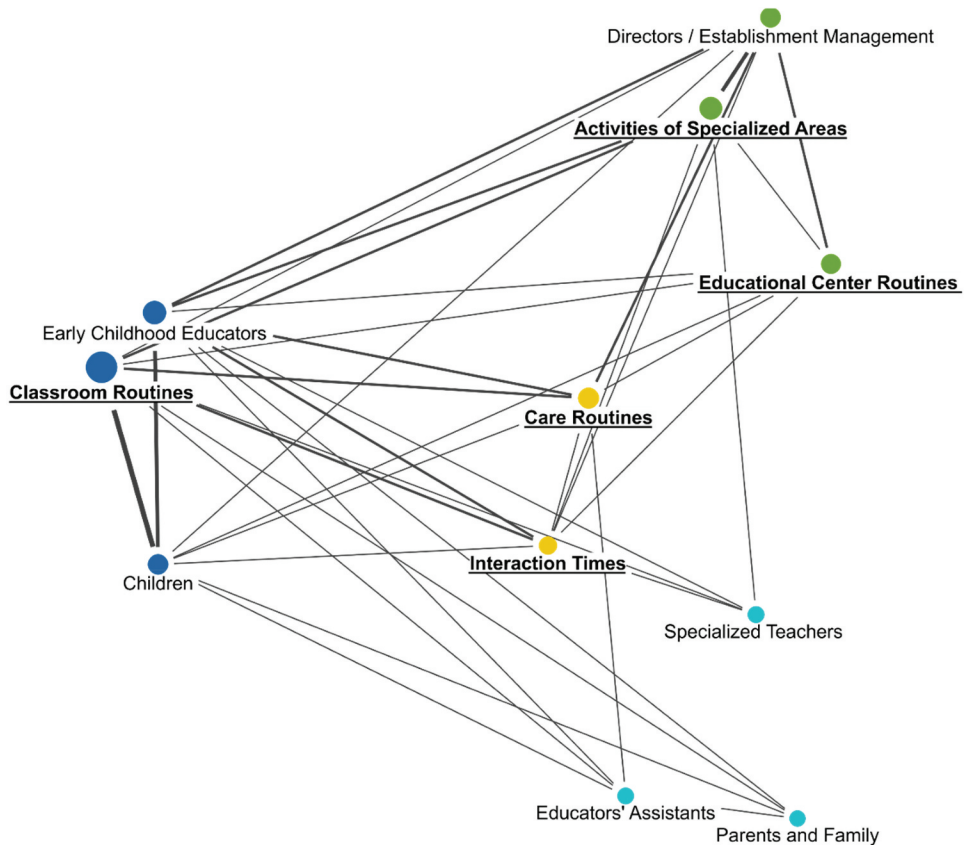 Directors / Establishment Management
Activities of Specialized Areas
Educational Center Routines
Early Childhood Educators
Classroom Routines
Care Routines
Interaction Times
Children
Specialized Teachers
Educators' Assistants
Parents and Family